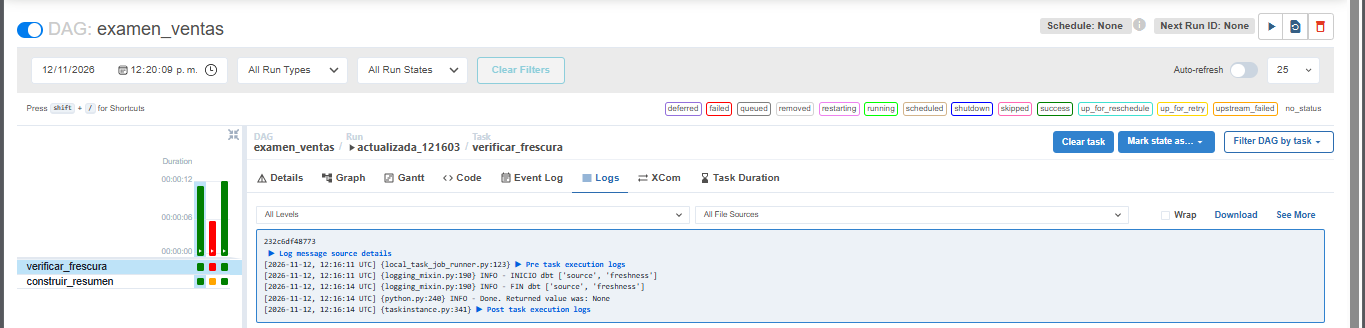 DAG: examen_ventas
Schedule: None
Next Run ID: None
12/11/2026 12:20:09 p. m.
All Run Types
All Run States
Clear Filters
Auto-refresh
25
Press shift + / for Shortcuts
deferred failed queued removed restarting running scheduled shutdown skipped success up_for_reschedule up_for_retry upstream_failed no_status
Duration
00:00:12
00:00:06
00:00:00
verificar_frescura
construir_resumen
DAG
examen_ventas
Run
actualizada_121603
Task
verificar_frescura
Clear task
Mark state as...
Filter DAG by task
Details Graph Gantt Code Event Log Logs XCom Task Duration
All Levels
All File Sources
Wrap
Download
See More
232c6df48773
Log message source details
[2026-11-12, 12:16:11 UTC] {local_task_job_runner.py:123} Pre task execution logs
[2026-11-12, 12:16:11 UTC] {logging_mixin.py:190} INFO - INICIO dbt ['source', 'freshness']
[2026-11-12, 12:16:14 UTC] {logging_mixin.py:190} INFO - FIN dbt ['source', 'freshness']
[2026-11-12, 12:16:14 UTC] {python.py:240} INFO - Done. Returned value was: None
[2026-11-12, 12:16:14 UTC] {taskinstance.py:341} Post task execution logs